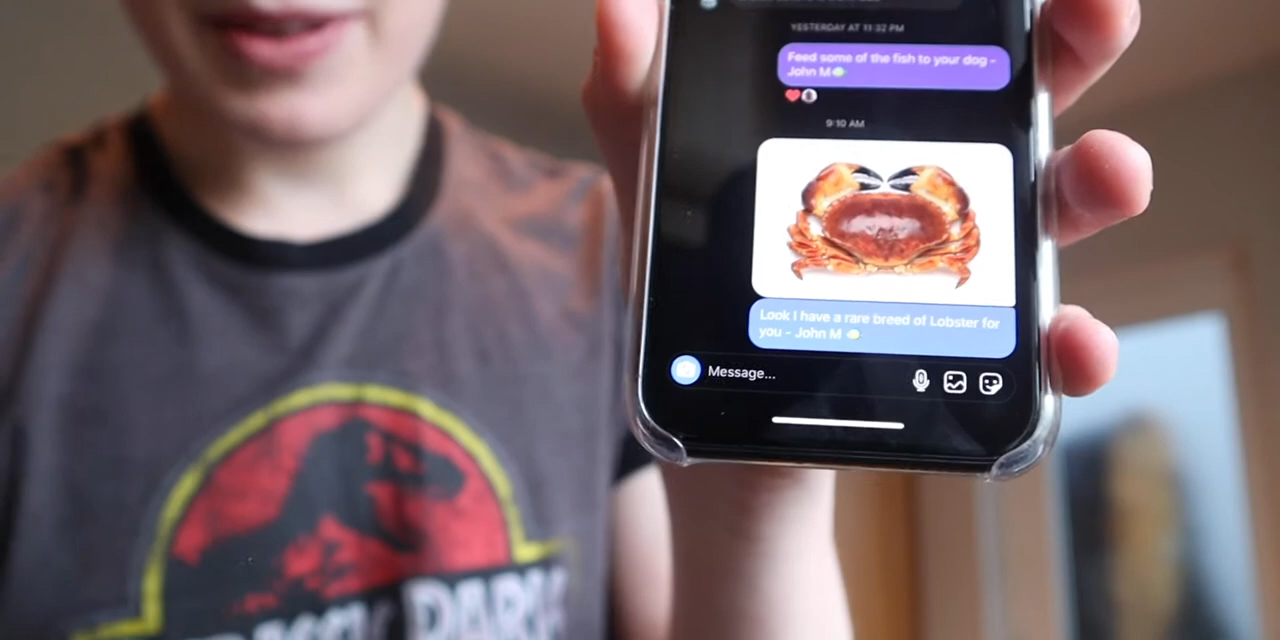 YESTERDAY AT 11:32 PM
Feed some of the fish to your dog -
John M
9:10 AM
Look I have a rare breed of Lobster for
you - John M
Message...
PARK